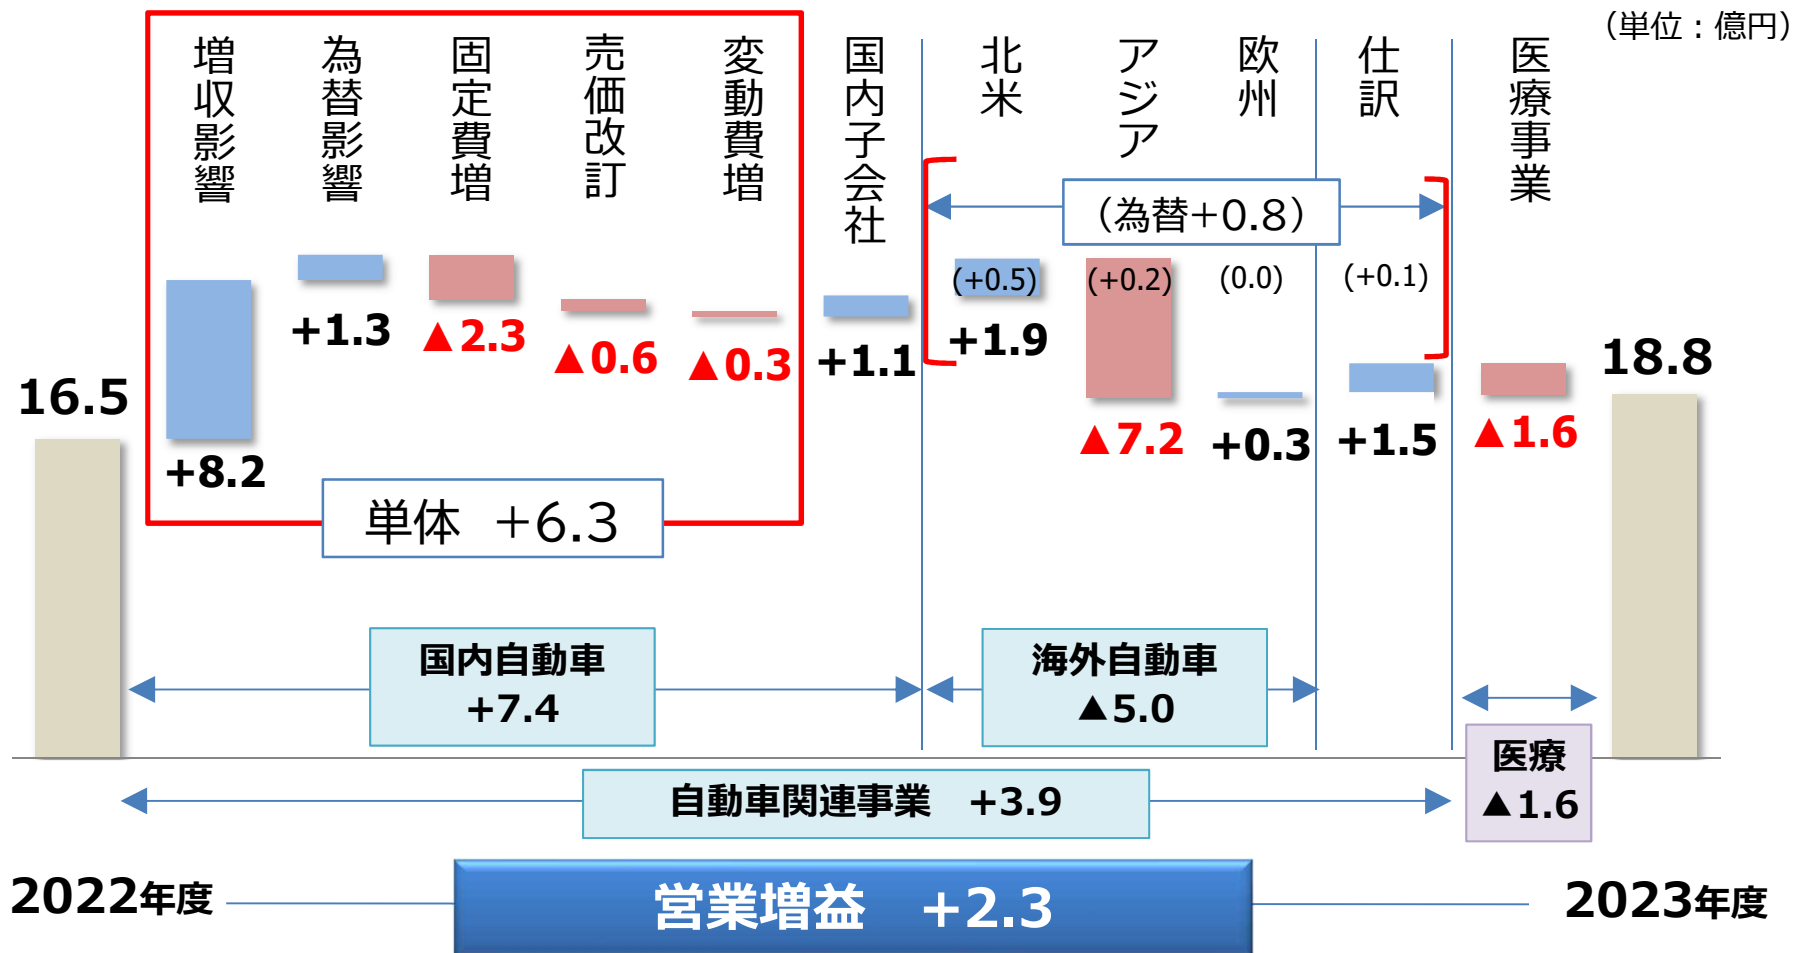 （単位：億円）
増収影響
為替影響
固定費増
売価改訂
変動費増
国内子会社
北米
アジア
欧州
仕訳
医療事業
（為替+0.8）
(+0.5)
(+0.2)
(0.0)
(+0.1)
16.5
+8.2
+1.3
▲2.3
▲0.6
▲0.3
+1.1
+1.9
▲7.2
+0.3
+1.5
▲1.6
18.8
単体 +6.3
国内自動車
+7.4
海外自動車
▲5.0
医療
▲1.6
自動車関連事業 +3.9
2022年度
営業増益 +2.3
2023年度